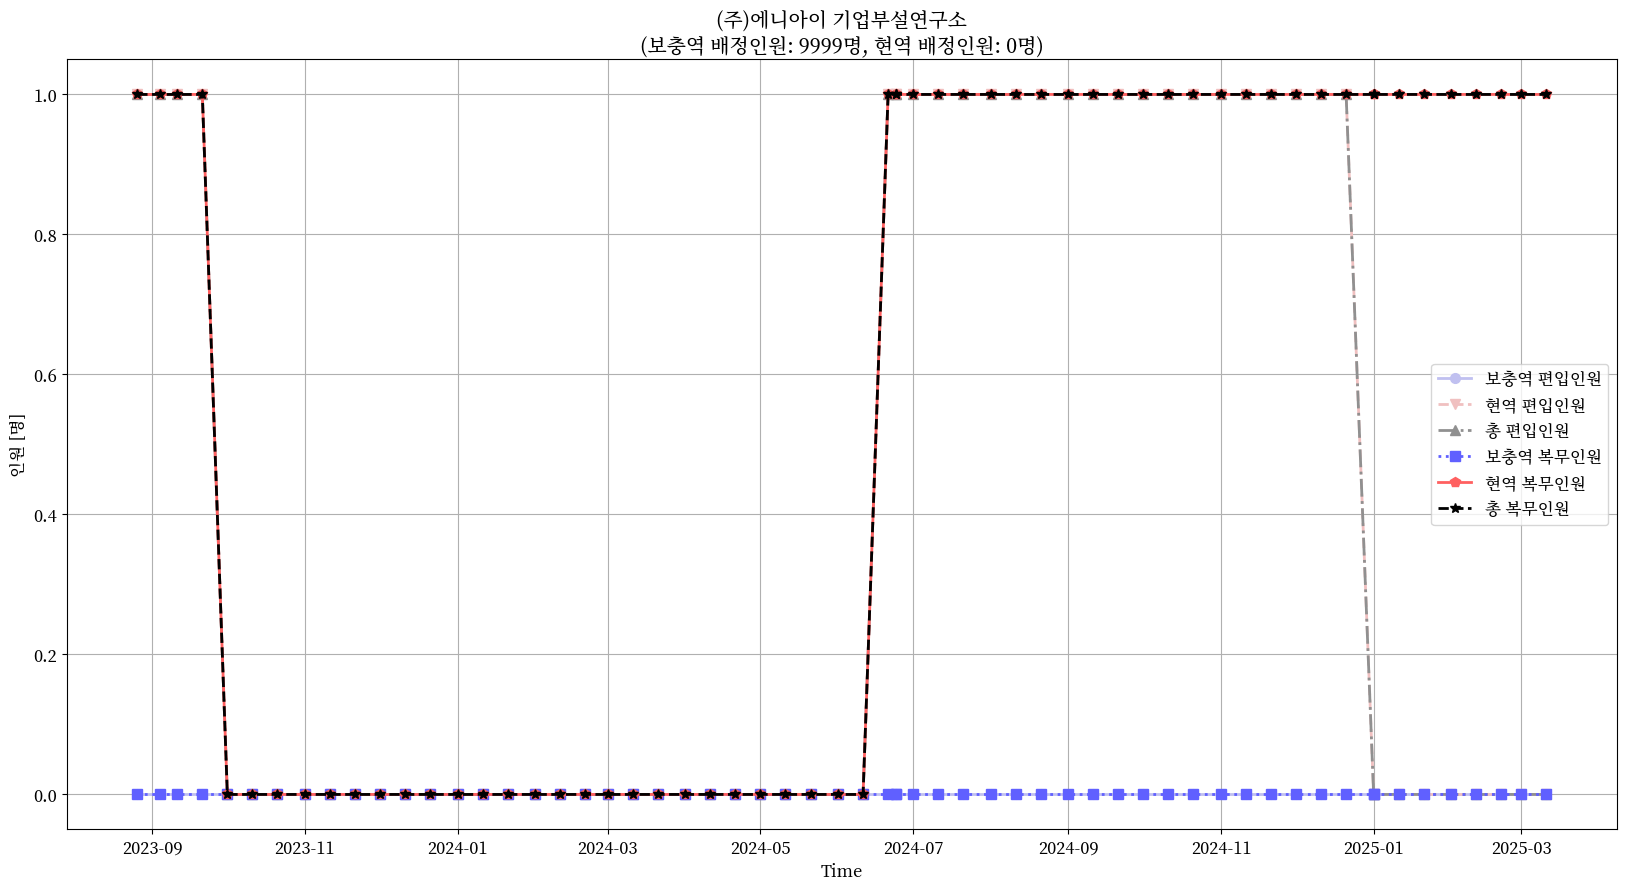 (주)에니아이 기업부설연구소
(보충역 배정인원: 9999명, 현역 배정인원: 0명)
인원 [명]
1.0
0.8
0.6
0.4
0.2
0.0
보충역 편입인원
현역 편입인원
총 편입인원
보충역 복무인원
현역 복무인원
총 복무인원
2023-09 2023-11 2024-01 2024-03 2024-05 2024-07 2024-09 2024-11 2025-01 2025-03
Time